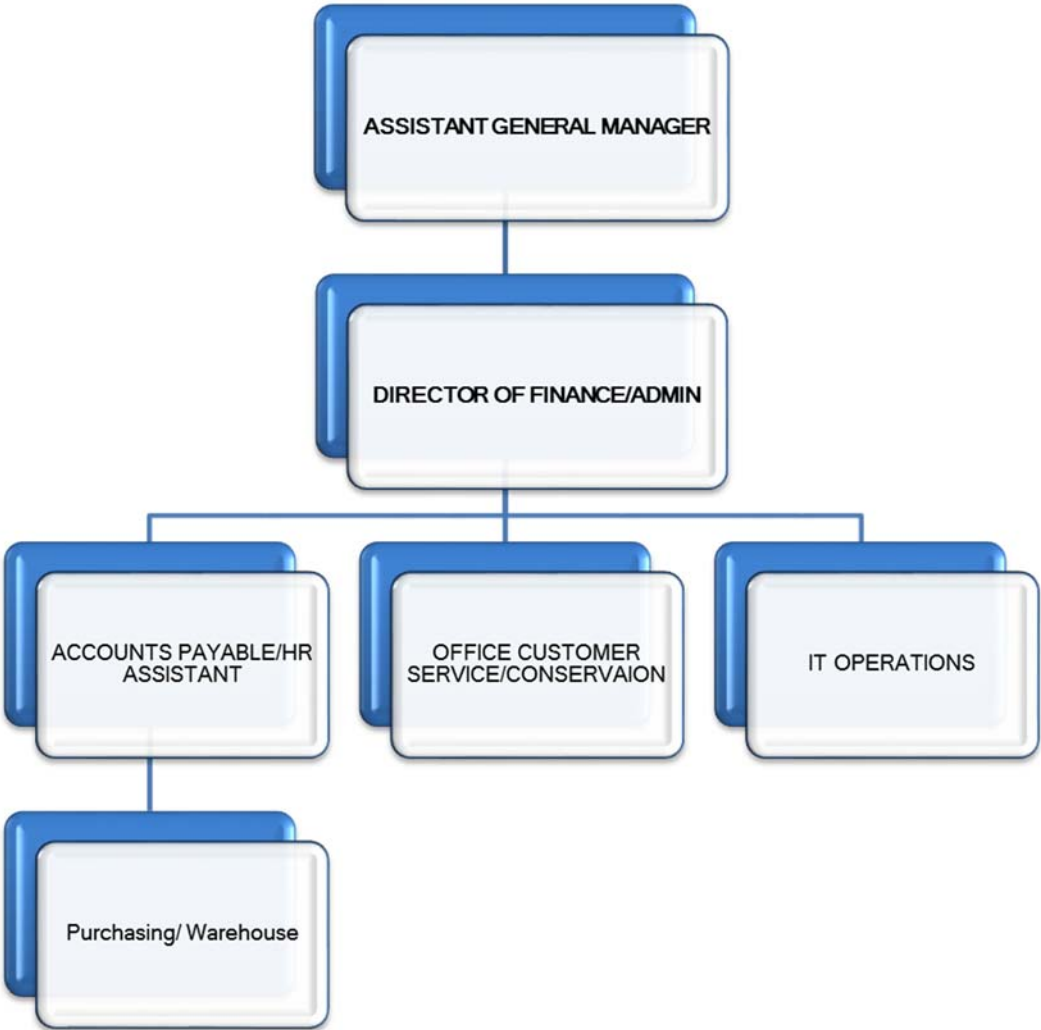 ASSISTANT GENERAL MANAGER
DIRECTOR OF FINANCE/ADMIN
ACCOUNTS PAYABLE/HR
ASSISTANT
OFFICE CUSTOMER
SERVICE/CONSERVAION
IT OPERATIONS
Purchasing/ Warehouse